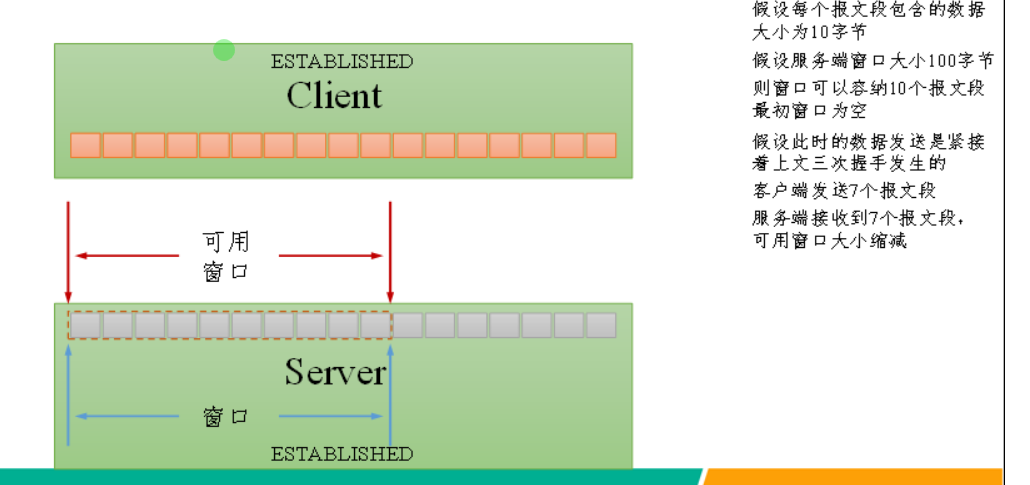 假设每个报文段包含的数据
大小为10字节
假设服务端窗口大小100字节
则窗口可以容纳10个报文段
最初窗口为空
假设此时的数据发送是紧接
着上文三次握手发生的
客户端发送7个报文段
服务端接收到7个报文段，
可用窗口大小缩减
ESTABLISHED
Client
可用
窗口
Server
窗口
ESTABLISHED